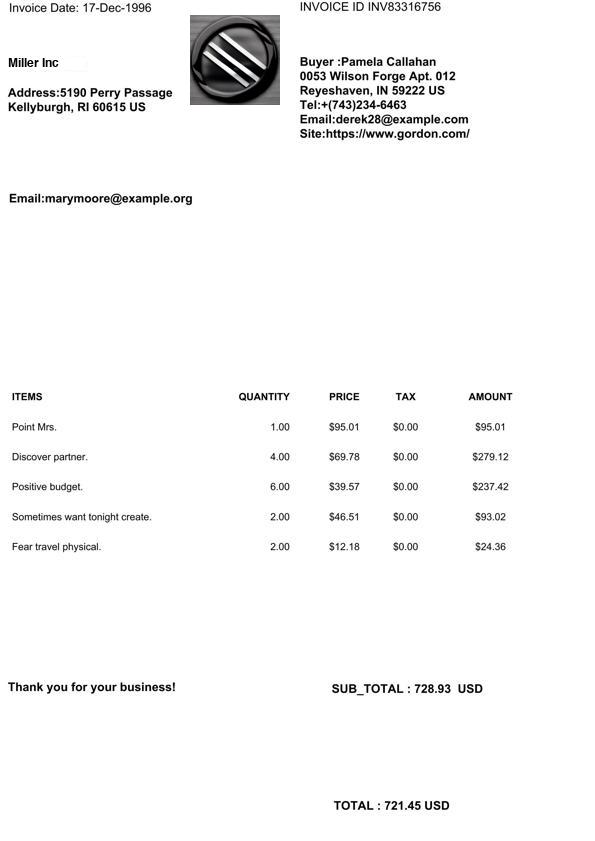 Invoice Date: 17-Dec-1996
INVOICE ID INV83316756
Miller Inc
Address:5190 Perry Passage
Kellyburgh, RI 60615 US
Buyer :Pamela Callahan
0053 Wilson Forge Apt. 012
Reyeshaven, IN 59222 US
Tel:+(743)234-6463
Email:derek28@example.com
Site:https://www.gordon.com/
Email:marymoore@example.org
ITEMS QUANTITY PRICE TAX AMOUNT
Point Mrs. 1.00 $95.01 $0.00 $95.01
Discover partner. 4.00 $69.78 $0.00 $279.12
Positive budget. 6.00 $39.57 $0.00 $237.42
Sometimes want tonight create. 2.00 $46.51 $0.00 $93.02
Fear travel physical. 2.00 $12.18 $0.00 $24.36
Thank you for your business!
SUB_TOTAL : 728.93 USD
TOTAL : 721.45 USD